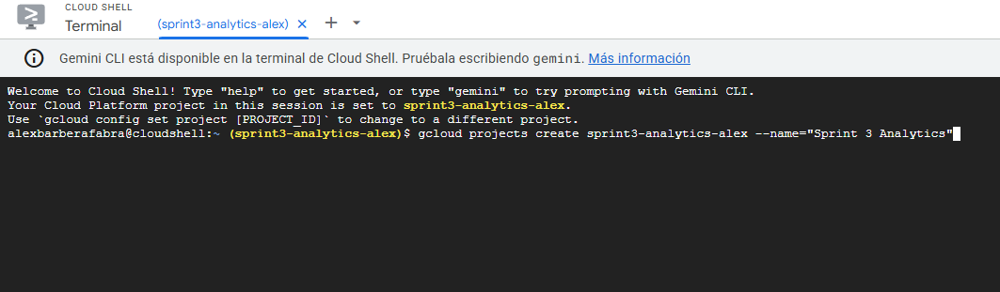 CLOUD SHELL
Terminal
(sprint3-analytics-alex) × + ▾
Gemini CLI está disponible en la terminal de Cloud Shell. Pruébala escribiendo gemini. Más información
Welcome to Cloud Shell! Type "help" to get started, or type "gemini" to try prompting with Gemini CLI.
Your Cloud Platform project in this session is set to sprint3-analytics-alex.
Use `gcloud config set project [PROJECT_ID]` to change to a different project.
alexbarberafabra@cloudshell:~ (sprint3-analytics-alex)$ gcloud projects create sprint3-analytics-alex --name="Sprint 3 Analytics"